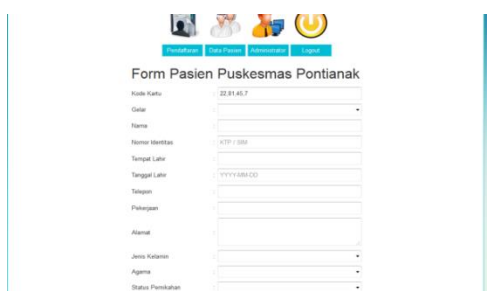 Pendaftaran Data Pasien Administrator Logout
Form Pasien Puskesmas Pontianak
Kode Kartu : 22.81.45.7
Gelar :
Nama :
Nomor Identitas : KTP / SIM
Tempat Lahir :
Tanggal Lahir : YYYY-MM-DD
Telepon :
Pekerjaan :
Alamat :
Jenis Kelamin :
Agama :
Status Pernikahan :